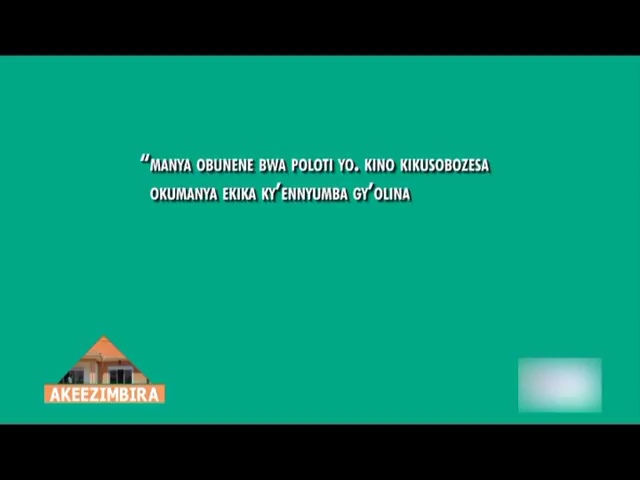 “MANYA OBUNENE BWA POLOTI YO. KINO KIKUSOBOZESA
OKUMANYA EKIKA KY’ENNYUMBA GY’OLINA
AKEEZIMBIRA